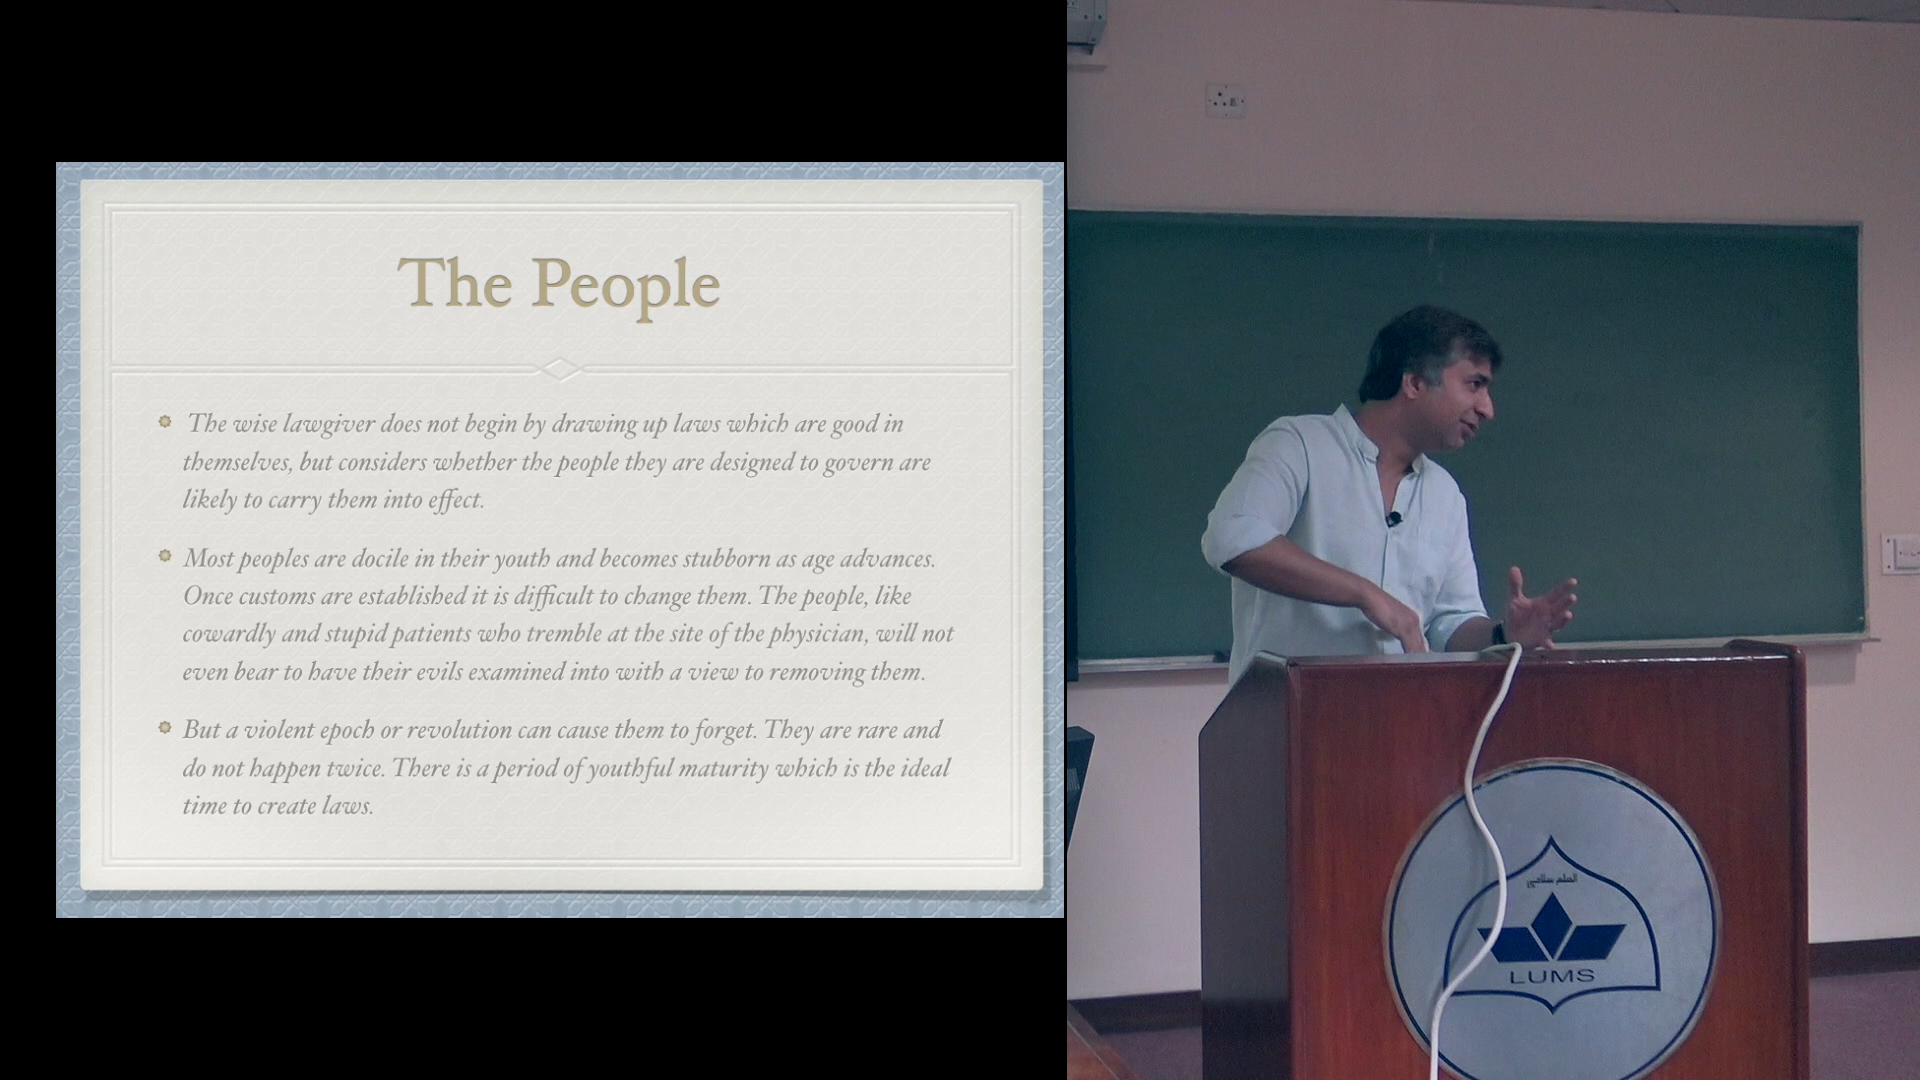 The People
The wise lawgiver does not begin by drawing up laws which are good in
themselves, but considers whether the people they are designed to govern are
likely to carry them into effect.
Most peoples are docile in their youth and becomes stubborn as age advances.
Once customs are established it is difficult to change them. The people, like
cowardly and stupid patients who tremble at the site of the physician, will not
even bear to have their evils examined into with a view to removing them.
But a violent epoch or revolution can cause them to forget. They are rare and
do not happen twice. There is a period of youthful maturity which is the ideal
time to create laws.
LUMS